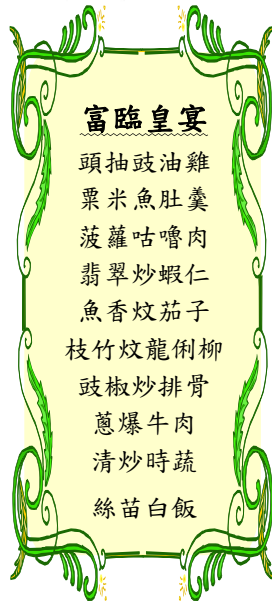 富臨皇宴
頭抽豉油雞
粟米魚肚羹
菠蘿咕嚕肉
翡翠炒蝦仁
魚香炆茄子
枝竹炆龍俐柳
豉椒炒排骨
蔥爆牛肉
清炒時蔬
絲苗白飯